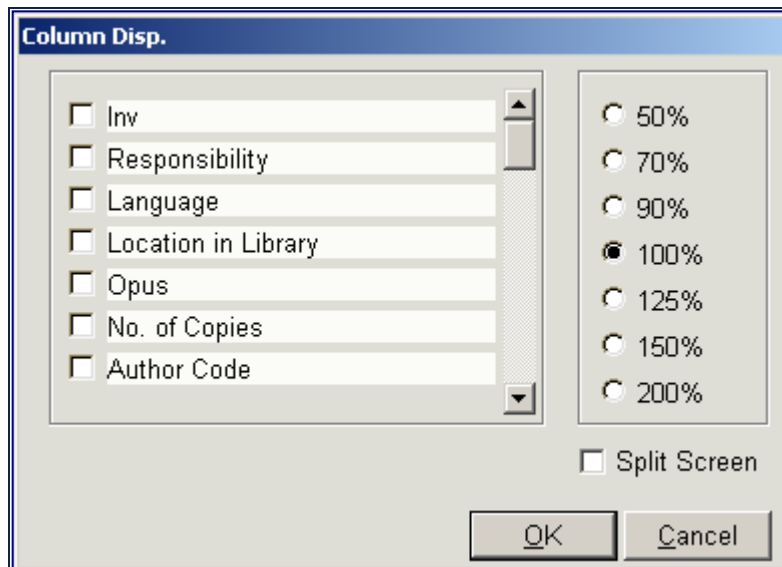 Column Disp.
Inv
Responsibility
Language
Location in Library
Opus
No. of Copies
Author Code
50%
70%
90%
100%
125%
150%
200%
Split Screen
OK
Cancel